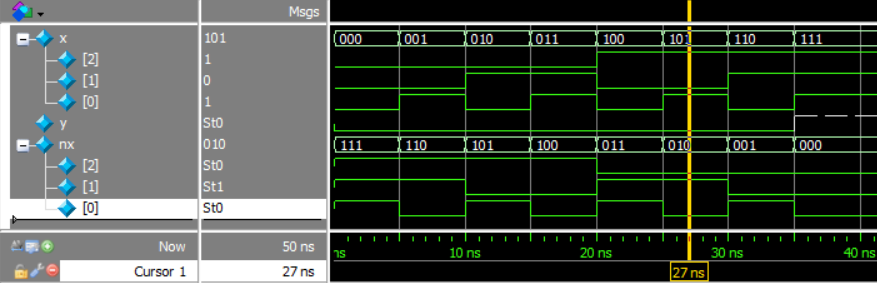 Msgs
x 101 000 001 010 011 100 101 110 111
[2] 1
[1] 0
[0] 1
y St0
nx 010 111 110 101 100 011 010 001 000
[2] St0
[1] St1
[0] St0
Now 50 ns ns 10 ns 20 ns 30 ns 40 ns
Cursor 1 27 ns 27 ns